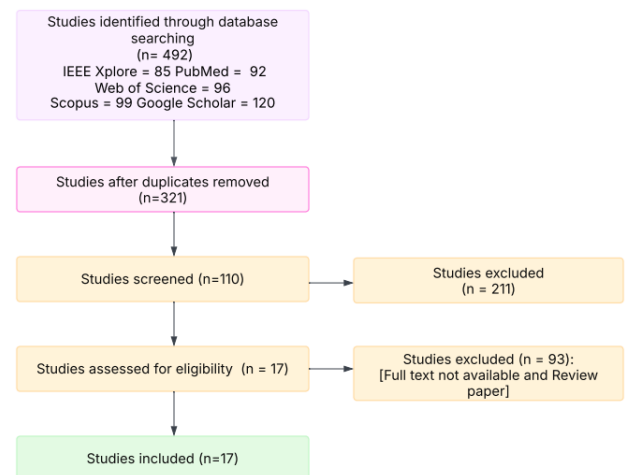 Studies identified through database
searching
(n= 492)
IEEE Xplore = 85 PubMed = 92
Web of Science = 96
Scopus = 99 Google Scholar = 120
Studies after duplicates removed
(n=321)
Studies screened (n=110)
Studies excluded
(n = 211)
Studies assessed for eligibility (n = 17)
Studies excluded (n = 93):
[Full text not available and Review
paper]
Studies included (n=17)